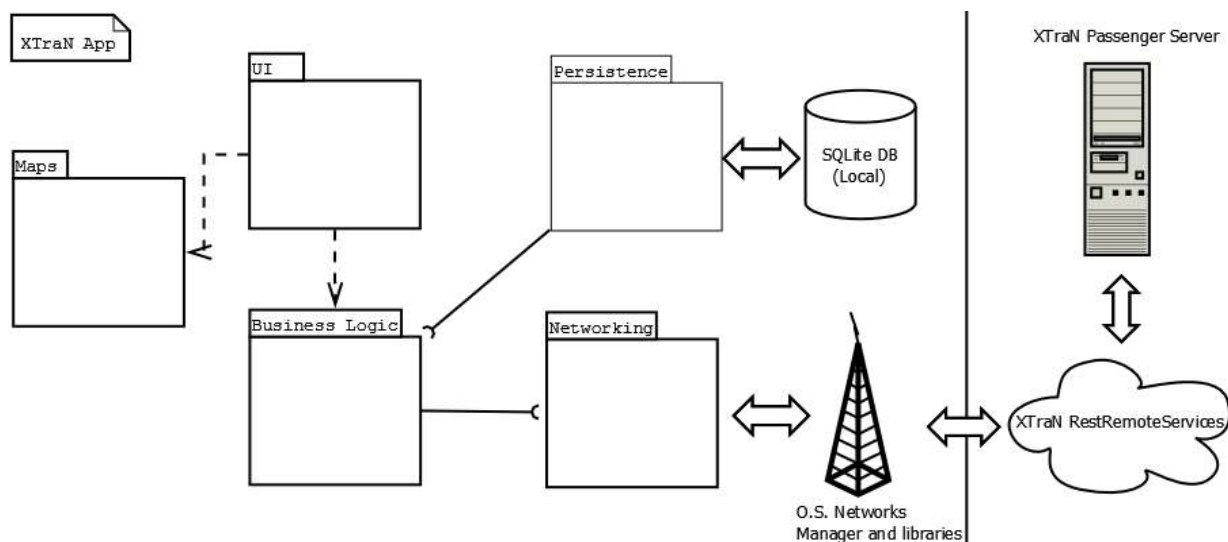 XTraN App
UI
Persistence
XTraN Passenger Server
Maps
SQLite DB
(Local)
Business Logic
Networking
XTraN RestRemoteServices
O.S. Networks
Manager and libraries